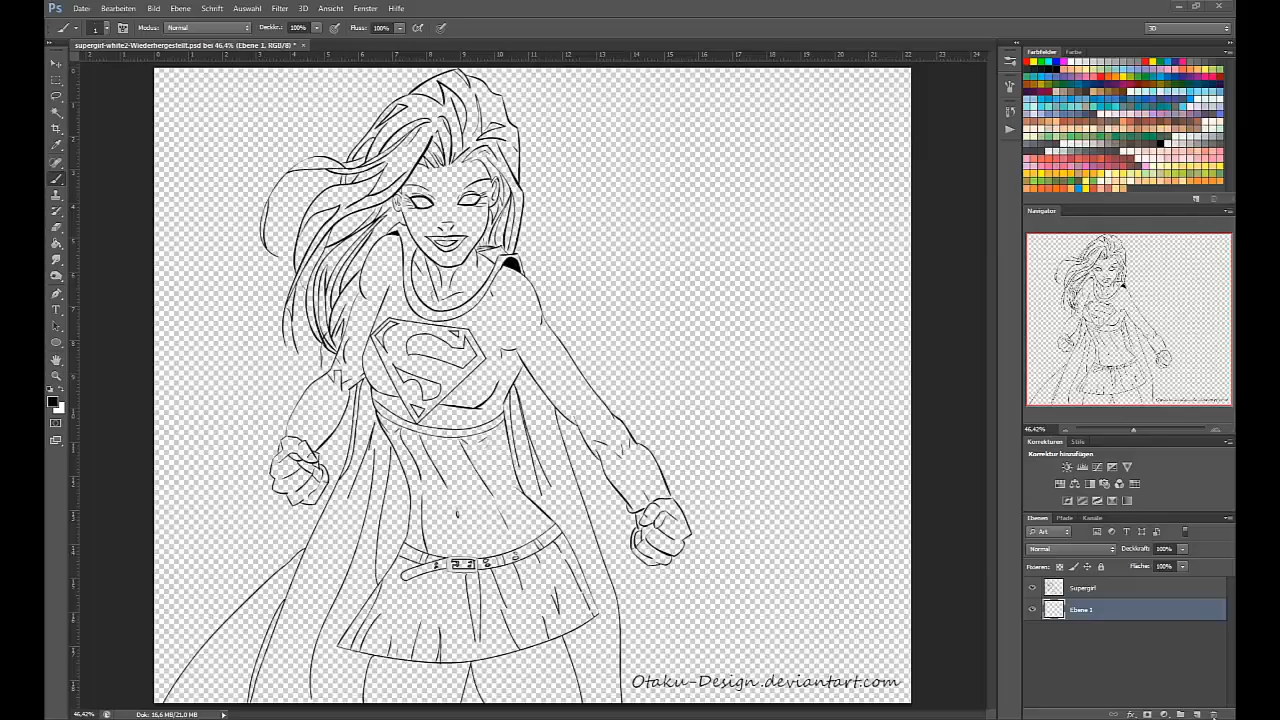 Ps Datei Bearbeiten Bild Ebene Schrift Auswahl Filter 3D Ansicht Fenster Hilfe
1 Modus: Normal Deckkr.: 100% Fluss: 100% 3D
supergirl-white2-Wiederhergestellt.psd bei 46,4% (Ebene 1, RGB/8) * ×
Farbfelder Farbe
Navigator
46,42%
Korrekturen Stile
Korrektur hinzufügen
Ebenen Pfade Kanäle
Art
Normal Deckkraft: 100%
Fixieren: Fläche: 100%
Supergirl
Ebene 1
Otaku-Design.deviantart.com
46,42% Dok: 16,6 MB/21,0 MB